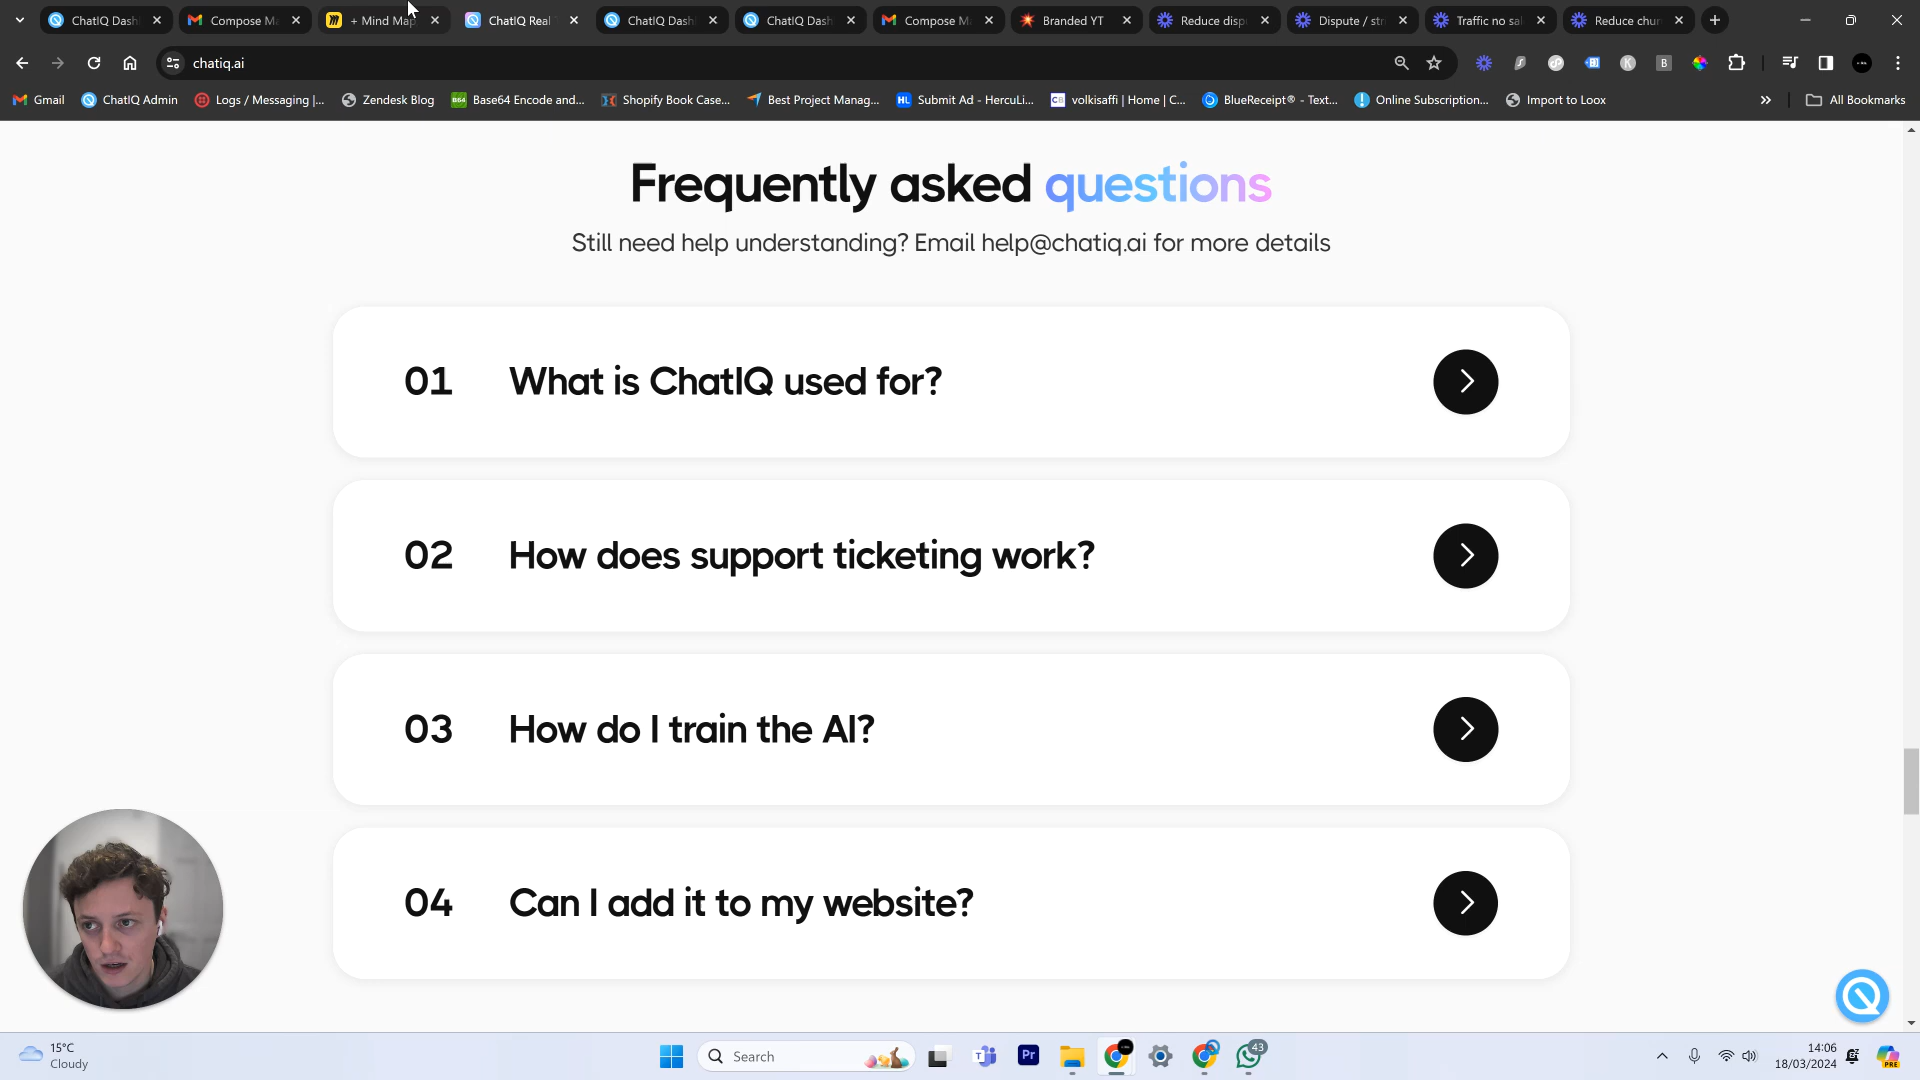 ChatIQ Dash
Compose Ma
+ Mind Map
ChatIQ Real
ChatIQ Dash
ChatIQ Dash
Compose Ma
Branded YT
Reduce disp
Dispute / str
Traffic no sal
Reduce chur
chatiq.ai
Gmail
ChatIQ Admin
Logs / Messaging |...
Zendesk Blog
Base64 Encode and...
Shopify Book Case...
Best Project Manag...
Submit Ad - HercuLi...
volkisaffi | Home | C...
BlueReceipt® - Text...
Online Subscription...
Import to Loox
All Bookmarks
Frequently asked questions
Still need help understanding? Email help@chatiq.ai for more details
01 What is ChatIQ used for?
02 How does support ticketing work?
03 How do I train the AI?
04 Can I add it to my website?
15°C
Cloudy
Search
Pr
43
14:06
18/03/2024
PRE